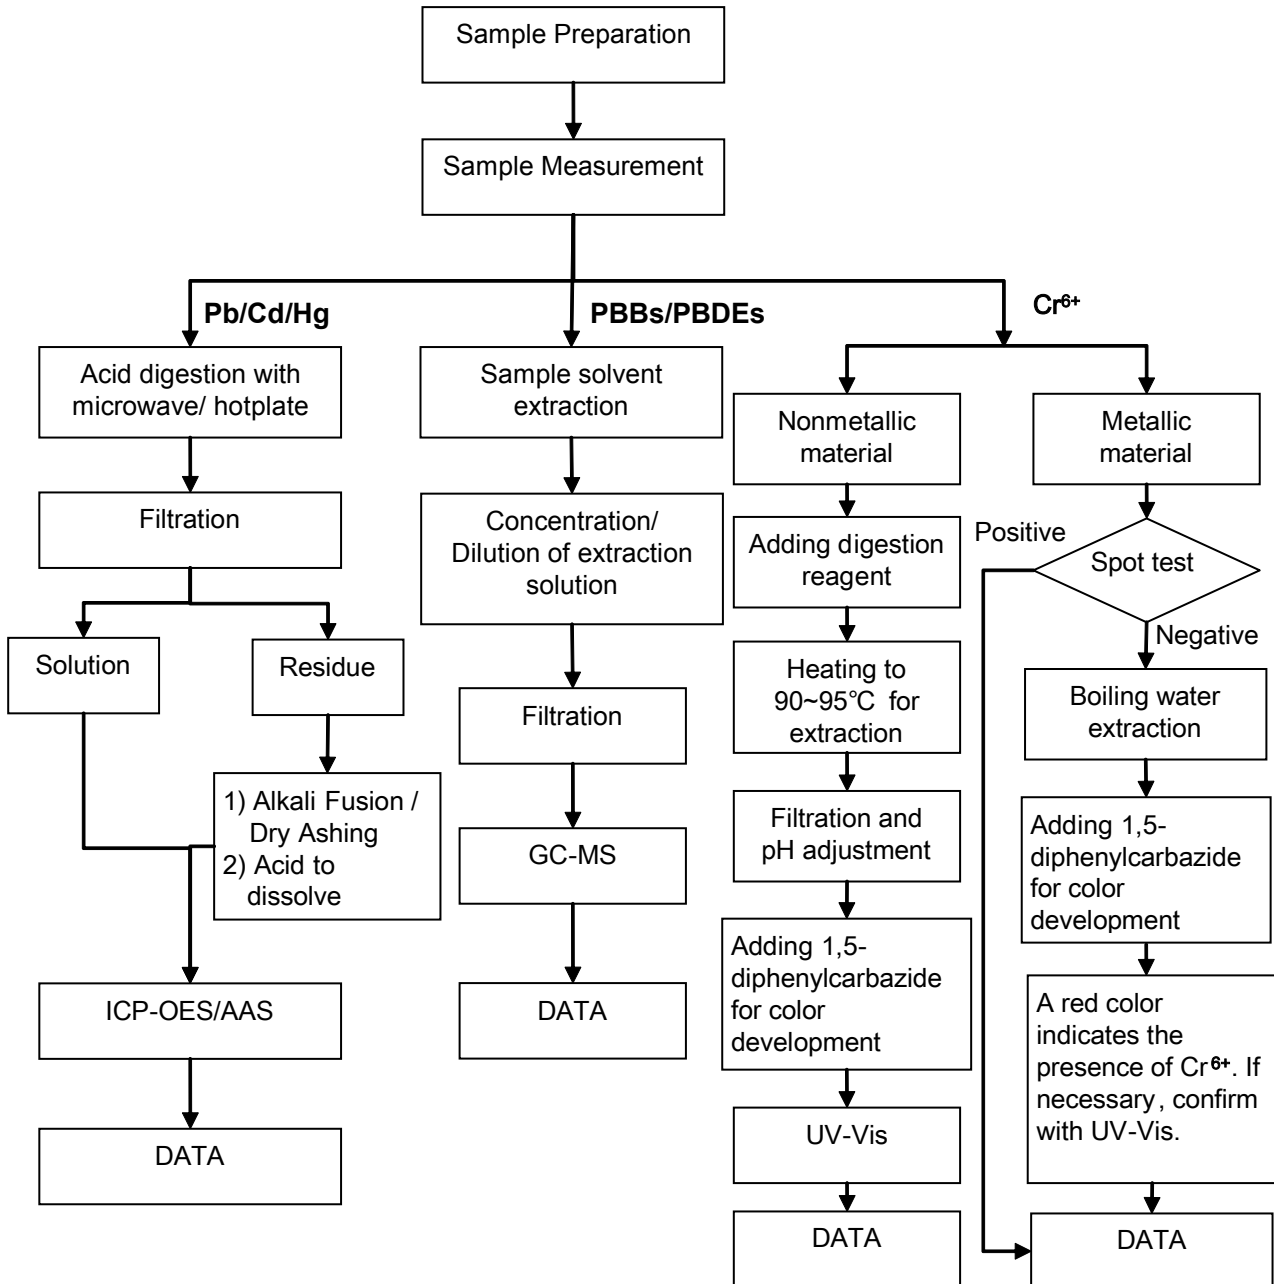 Sample Preparation
Sample Measurement
Pb/Cd/Hg
PBBs/PBDEs
Cr6+
Acid digestion with
microwave/ hotplate
Filtration
Solution
Residue
1) Alkali Fusion /
Dry Ashing
2) Acid to
dissolve
ICP-OES/AAS
DATA
Sample solvent
extraction
Concentration/
Dilution of extraction
solution
Filtration
GC-MS
DATA
Nonmetallic
material
Adding digestion
reagent
Heating to
90~95℃ for
extraction
Filtration and
pH adjustment
Adding 1,5-
diphenylcarbazide
for color
development
UV-Vis
DATA
Metallic
material
Positive
Spot test
Negative
Boiling water
extraction
Adding 1,5-
diphenylcarbazide
for color
development
A red color
indicates the
presence of Cr6+. If
necessary, confirm
with UV-Vis.
DATA